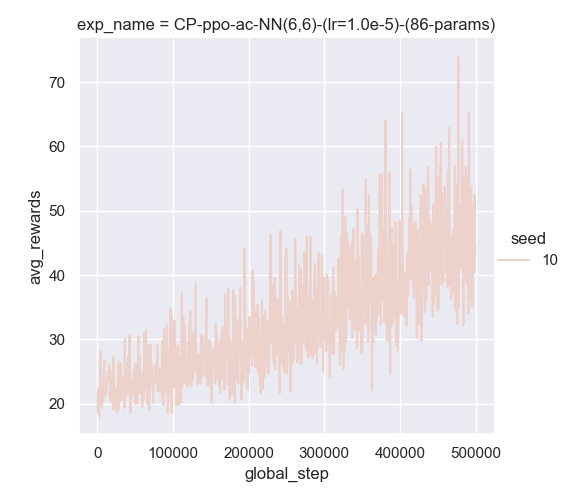 exp_name = CP-ppo-ac-NN(6,6)-(lr=1.0e-5)-(86-params)
70
60
50
40
30
20
avg_rewards
seed
10
0 100000 200000 300000 400000 500000
global_step